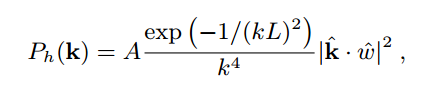 $P_h(\mathbf{k}) = A \frac{\exp\left(-1/(kL)^2\right)}{k^4} |\hat{\mathbf{k}} \cdot \hat{w}|^2 ,$